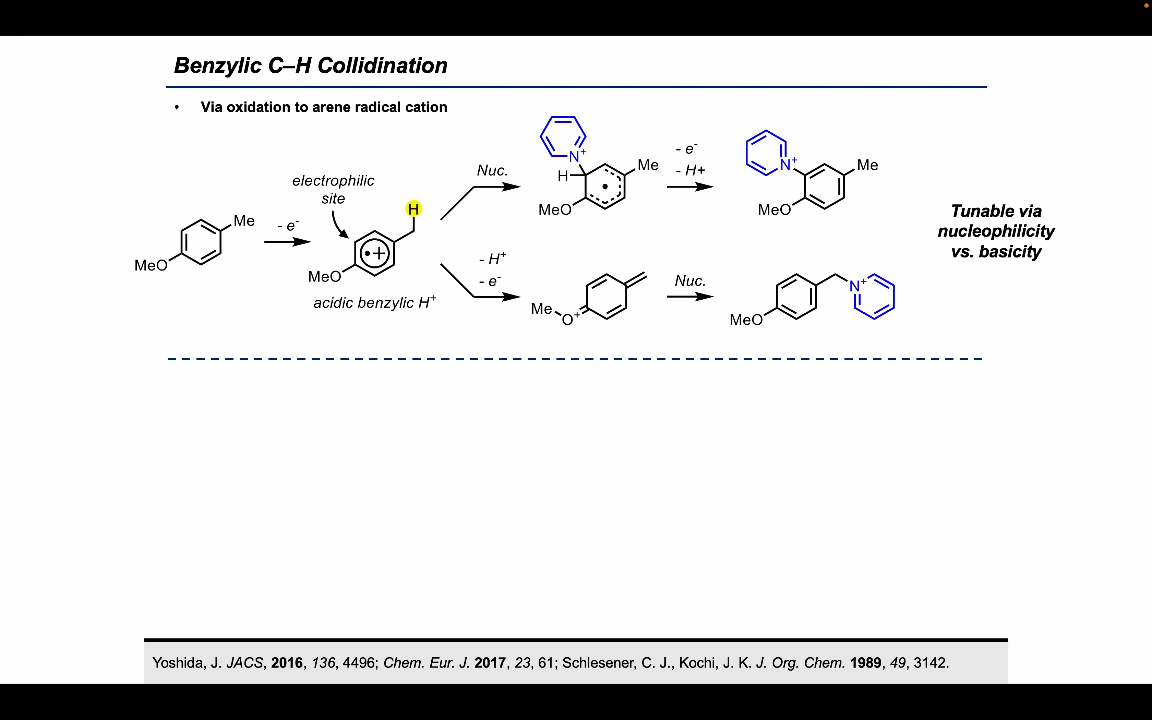 Benzylic C–H Collidination
• Via oxidation to arene radical cation
electrophilic
site
MeO
Me
- e-
H
MeO
acidic benzylic H+
Nuc.
N+
H
Me
MeO
- e-
- H+
N+
Me
MeO
- H+
- e-
Me
O+
Nuc.
MeO
N+
Tunable via
nucleophilicity
vs. basicity
Yoshida, J. JACS, 2016, 136, 4496; Chem. Eur. J. 2017, 23, 61; Schlesener, C. J., Kochi, J. K. J. Org. Chem. 1989, 49, 3142.